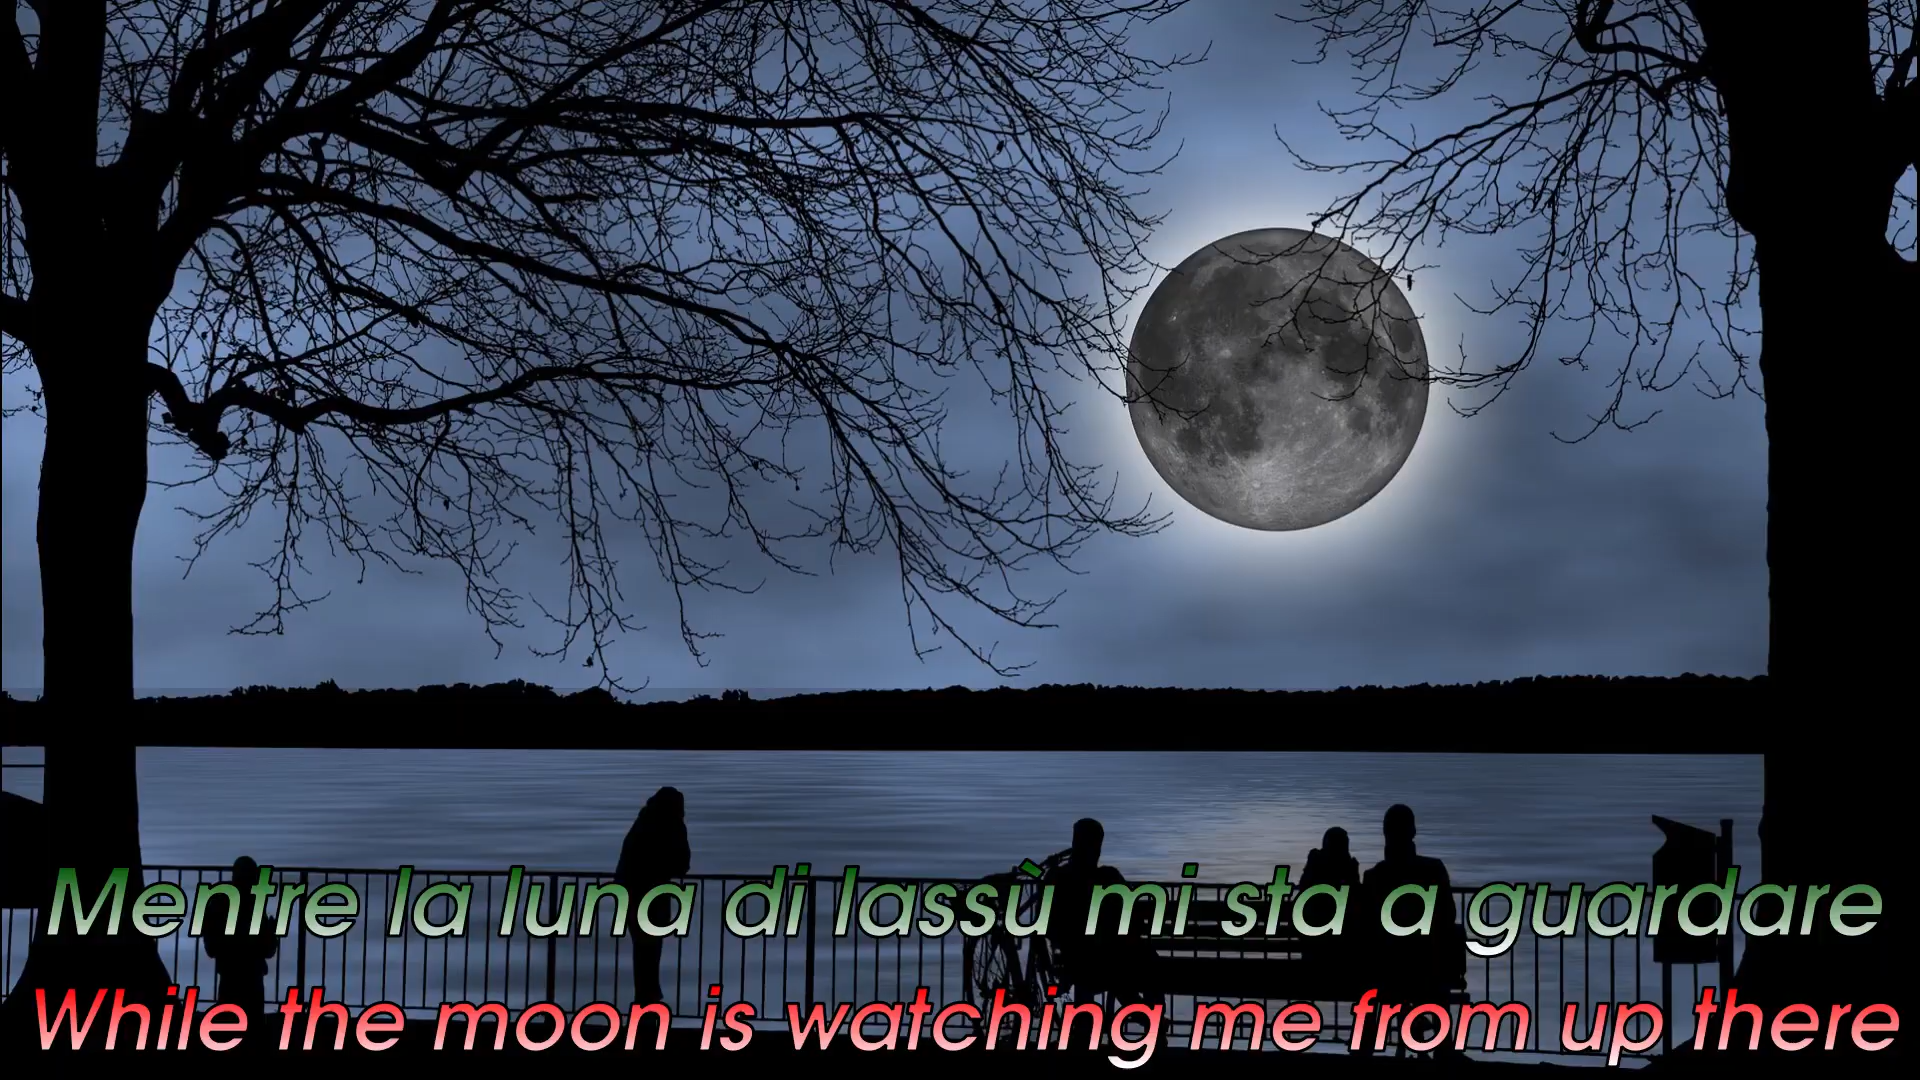 Mentre la luna di lassù mi sta a guardare
While the moon is watching me from up there